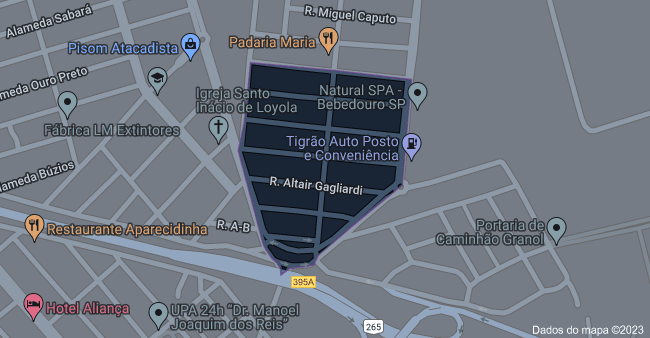 Alameda Sabará
R. Miguel Caputo
Padaria Maria
Pisom Atacadista
ameda Ouro Preto
Igreja Santo
Inácio de Loyola
Natural SPA -
Bebedouro SP
Fábrica LM Extintores
Tigrão Auto Posto
e Conveniência
Alameda Búzios
R. Altair Gagliardi
R. A-B
Restaurante Aparecidinha
Portaria de
Caminhão Granol
395A
Hotel Aliança
UPA 24h “Dr. Manoel
Joaquim dos Reis”
265
Dados do mapa ©2023